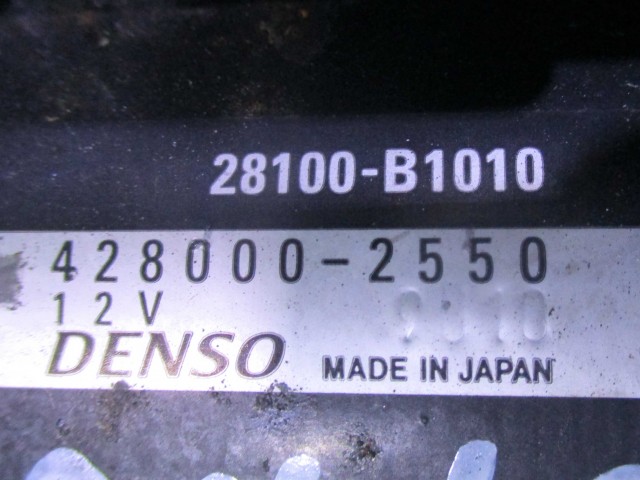 28100-B1010
428000-2550
12V
DENSO MADE IN JAPAN